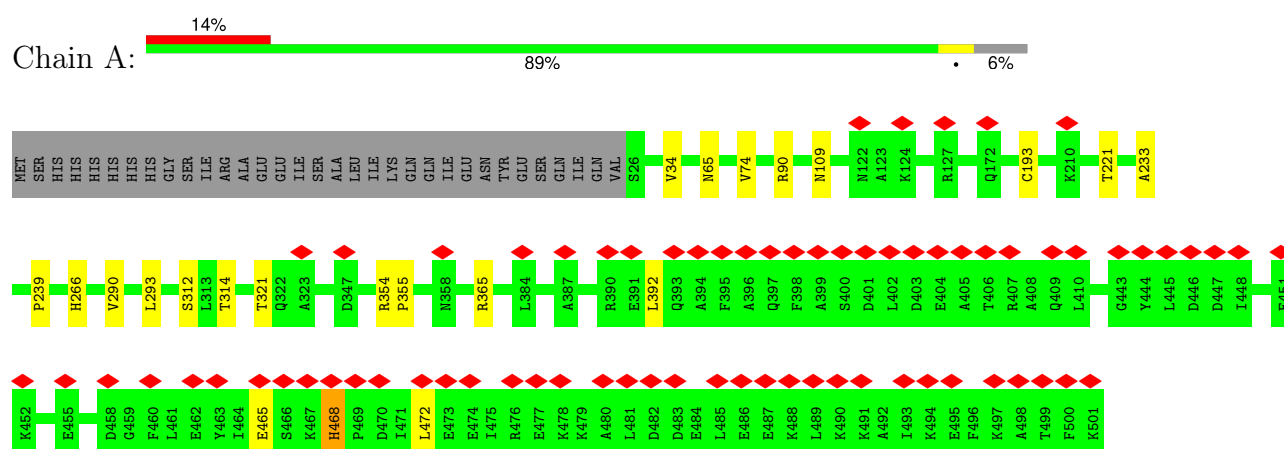 14%
Chain A:
89%
•
6%
MET SER HIS HIS HIS HIS HIS HIS GLY SER ILE ARG ALA GLU GLU ILE SER ALA LEU ILE LYS GLN GLN ILE GLU ASN TYR GLU SER GLN ILE GLN VAL S26 V34 N65 V74 R90 N109 N122 A123 K124 R127 Q172 C193 K210 T221 A233
P239 H266 V290 L293 S312 L313 T314 T321 Q322 A323 D347 R354 P355 N358 R365 L384 A387 R390 E391 L392 Q393 A394 F395 A396 Q397 F398 A399 S400 D401 L402 D403 E404 A405 T406 R407 A408 Q409 L410 G443 Y444 L445 D446 D447 I448
K452 E455 D458 G459 F460 L461 E462 Y463 I464 E465 S466 K467 H468 P469 D470 I471 L472 E473 E474 I475 R476 E477 K478 K479 A480 L481 D482 D483 E484 L485 E486 E487 K488 L489 K490 K491 A492 I493 K494 E495 F496 K497 A498 T499 F500 K501